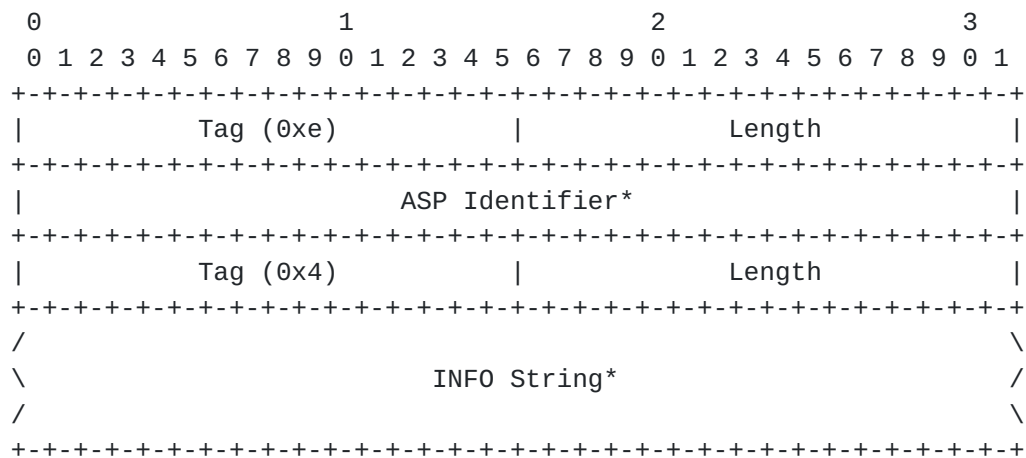 0                   1                   2                   3
 0 1 2 3 4 5 6 7 8 9 0 1 2 3 4 5 6 7 8 9 0 1 2 3 4 5 6 7 8 9 0 1
+-+-+-+-+-+-+-+-+-+-+-+-+-+-+-+-+-+-+-+-+-+-+-+-+-+-+-+-+-+-+-+-+
|           Tag (0xe)           |             Length            |
+-+-+-+-+-+-+-+-+-+-+-+-+-+-+-+-+-+-+-+-+-+-+-+-+-+-+-+-+-+-+-+-+
|                        ASP Identifier*                        |
+-+-+-+-+-+-+-+-+-+-+-+-+-+-+-+-+-+-+-+-+-+-+-+-+-+-+-+-+-+-+-+-+
|           Tag (0x4)           |             Length            |
+-+-+-+-+-+-+-+-+-+-+-+-+-+-+-+-+-+-+-+-+-+-+-+-+-+-+-+-+-+-+-+-+
/                                                               \
\                          INFO String*                         /
/                                                               \
+-+-+-+-+-+-+-+-+-+-+-+-+-+-+-+-+-+-+-+-+-+-+-+-+-+-+-+-+-+-+-+-+